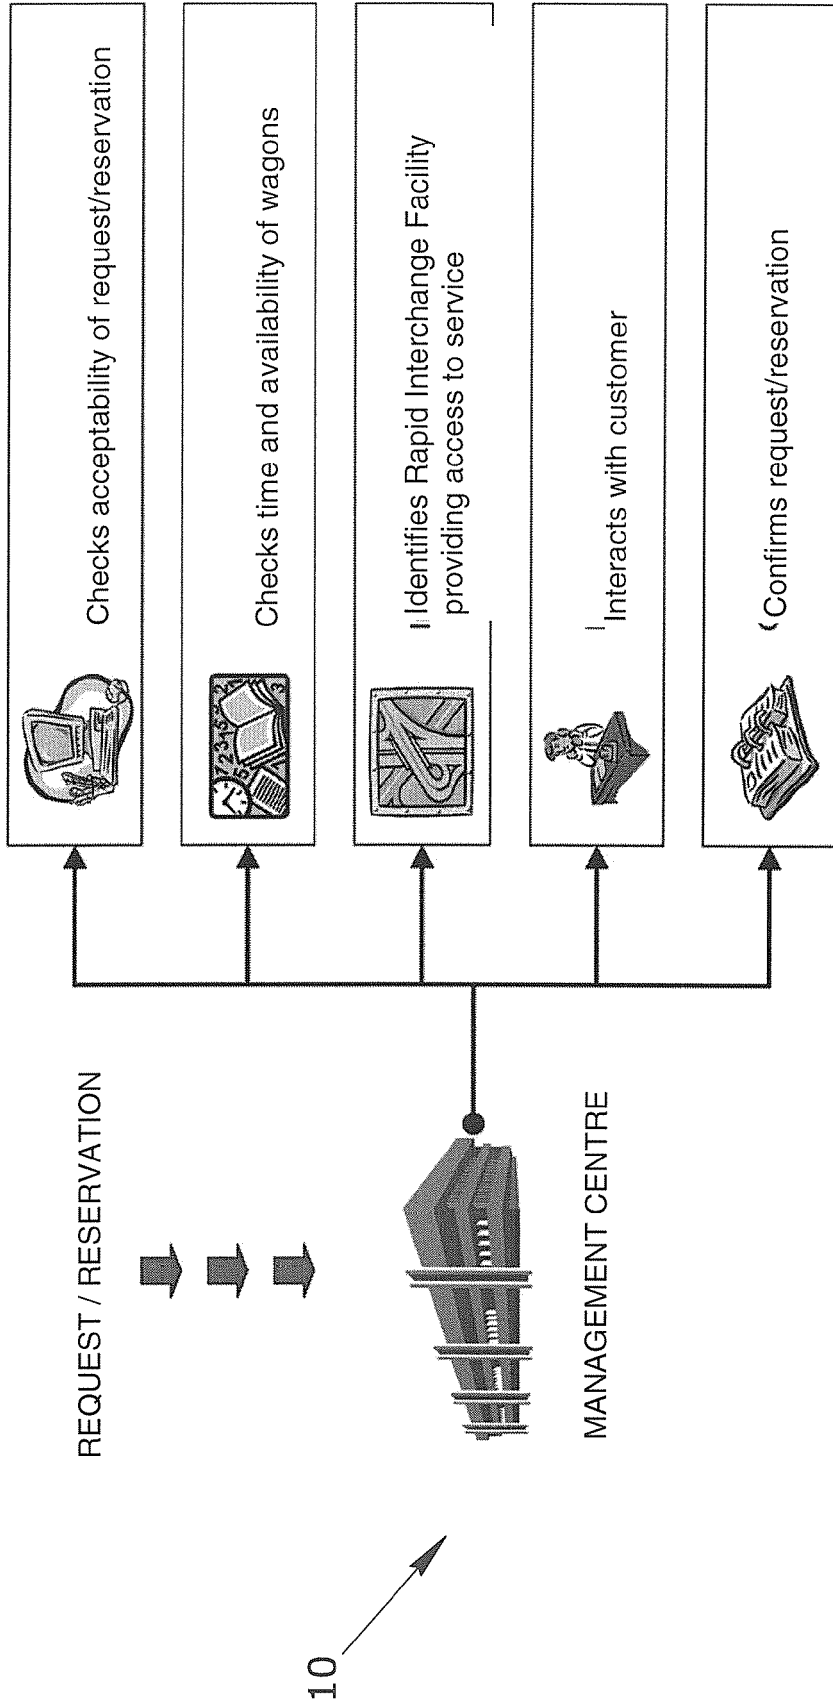 REQUEST / RESERVATION
10
MANAGEMENT CENTRE
Checks acceptability of request/reservation
Checks time and availability of wagons
Identifies Rapid Interchange Facility
providing access to service
Interacts with customer
Confirms request/reservation